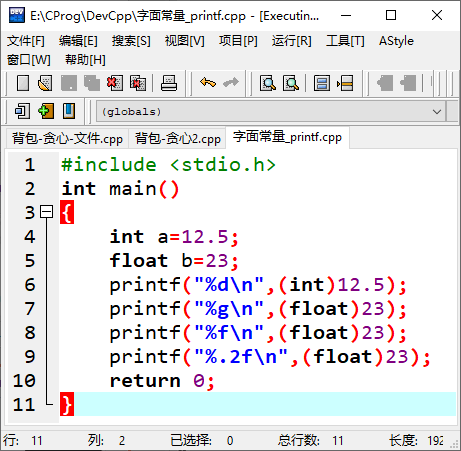 E:\CProg\DevCpp\字面常量_printf.cpp - [Executin...
文件[F] 编辑[E] 搜索[S] 视图[V] 项目[P] 运行[R] 工具[T] AStyle
窗口[W] 帮助[H]
(globals)
背包-贪心-文件.cpp 背包-贪心2.cpp 字面常量_printf.cpp
1 #include <stdio.h>
2 int main()
3 {
4 int a=12.5;
5 float b=23;
6 printf("%d\n",(int)12.5);
7 printf("%g\n",(float)23);
8 printf("%f\n",(float)23);
9 printf("%.2f\n",(float)23);
10 return 0;
11 }
行: 11 列: 2 已选择: 0 总行数: 11 长度: 192